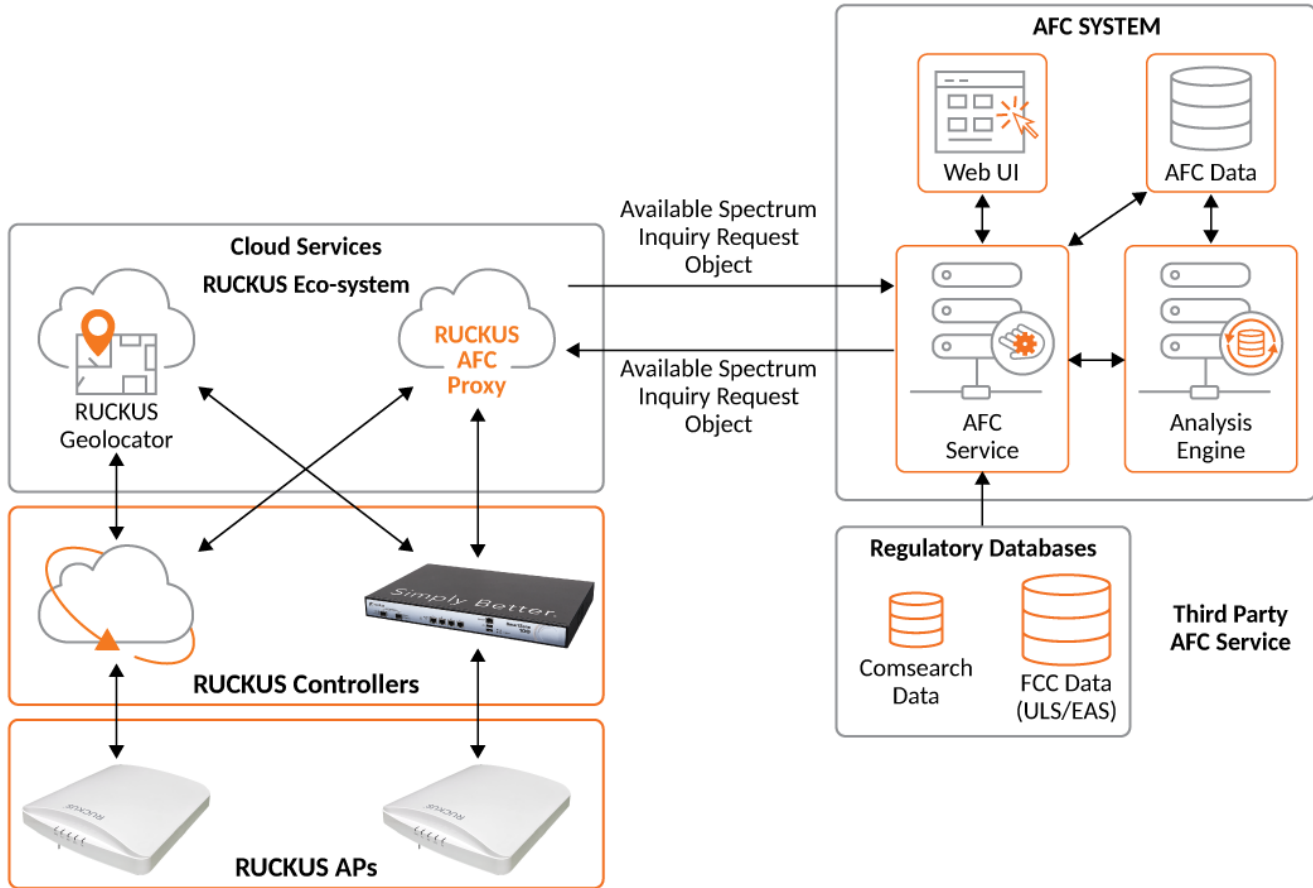 AFC SYSTEM
Web UI
AFC Data
Available Spectrum
Inquiry Request
Object
Cloud Services
RUCKUS Eco-system
RUCKUS
AFC
Proxy
RUCKUS
Geolocator
Available Spectrum
Inquiry Request
Object
AFC
Service
Analysis
Engine
Simply Better.
RUCKUS Controllers
Regulatory Databases
Comsearch
Data
FCC Data
(ULS/EAS)
Third Party
AFC Service
RUCKUS
RUCKUS
RUCKUS APs